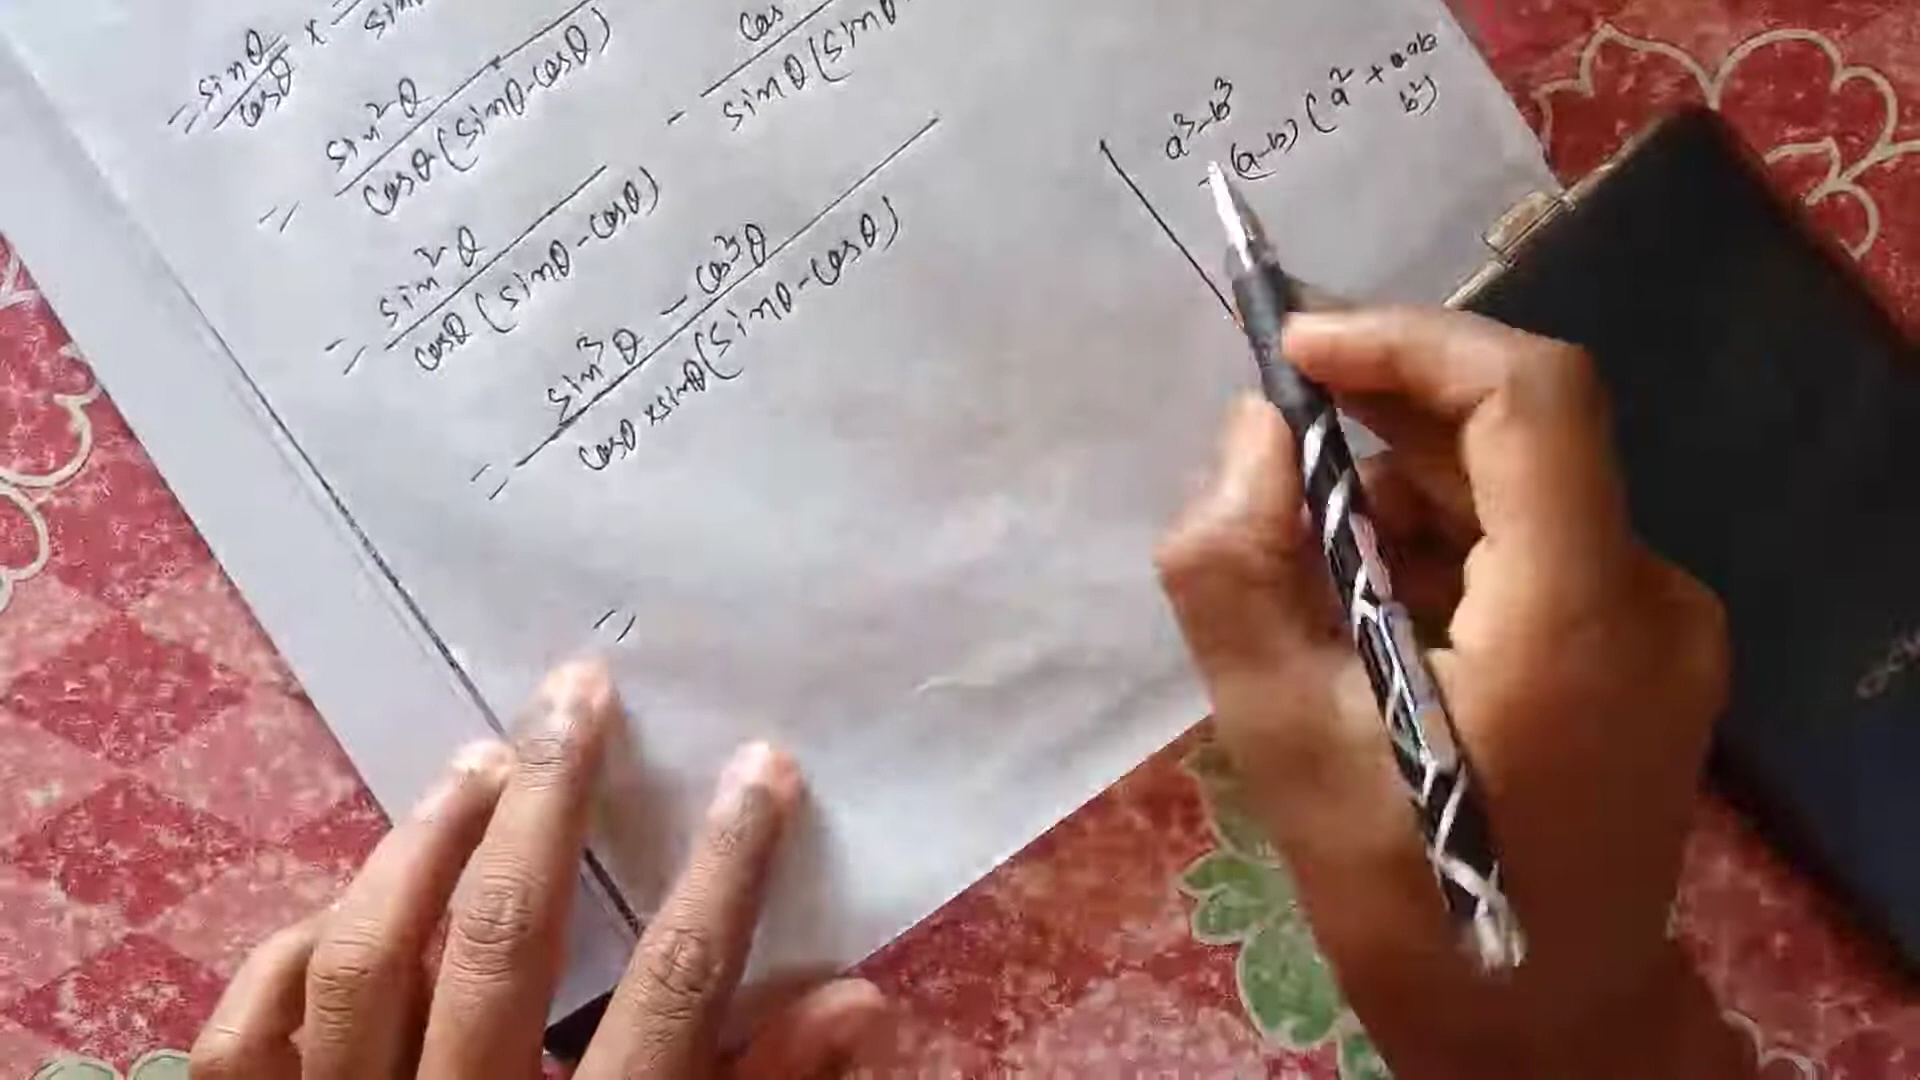 = sinθ/cosθ × sin
= sin²θ/cosθ(sinθ-cosθ) - cos/sinθ(sinθ
= sin²θ/cosθ(sinθ-cosθ)
= sin³θ - cos³θ/cosθ×sinθ(sinθ-cosθ)
=
a³-b³
(a-b)(a²+ab
b²)